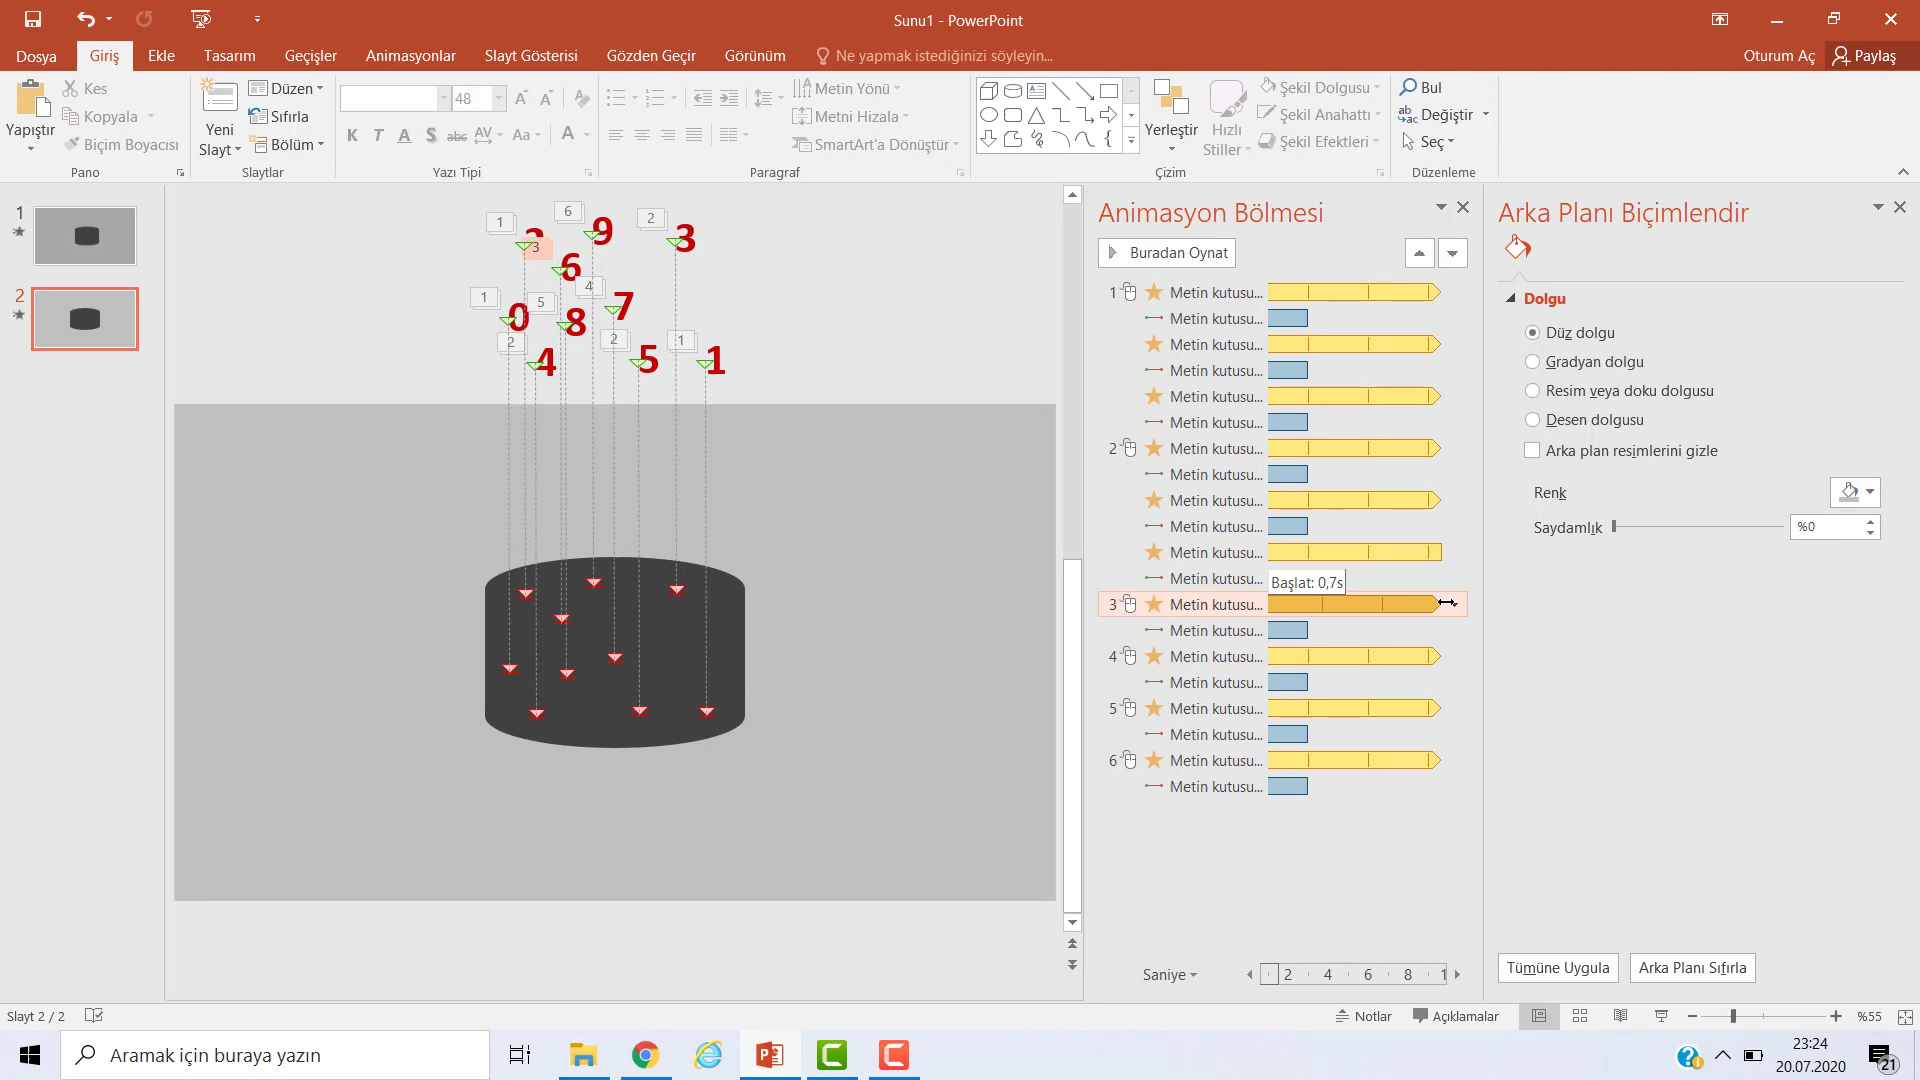 Sunu1 - PowerPoint
Dosya Giriş Ekle Tasarım Geçişler Animasyonlar Slayt Gösterisi Gözden Geçir Görünüm Ne yapmak istediğinizi söyleyin... Oturum Aç Paylaş
Yapıştır
Kes
Kopyala
Biçim Boyacısı
Pano
Yeni Slayt
Düzen
Sıfırla
Bölüm
Slaytlar
48
K T A S abc AV Aa A
Yazı Tipi
Metin Yönü
Metni Hizala
SmartArt'a Dönüştür
Paragraf
Yerleştir
Hızlı Stiller
Şekil Dolgusu
Şekil Anahattı
Şekil Efektleri
Çizim
Bul
Değiştir
Seç
Düzenleme
1
2
1 6 9 2 3
3
6
4
1 0 5 8 7
2 4 2 5 1 1
Animasyon Bölmesi
Buradan Oynat
1 Metin kutusu...
Metin kutusu...
Metin kutusu...
Metin kutusu...
Metin kutusu...
Metin kutusu...
2 Metin kutusu...
Metin kutusu...
Metin kutusu...
Metin kutusu...
Metin kutusu...
Metin kutusu... Başlat: 0,7s
3 Metin kutusu...
Metin kutusu...
4 Metin kutusu...
Metin kutusu...
5 Metin kutusu...
Metin kutusu...
6 Metin kutusu...
Metin kutusu...
Saniye 2 4 6 8 1
Arka Planı Biçimlendir
Dolgu
Düz dolgu
Gradyan dolgu
Resim veya doku dolgusu
Desen dolgusu
Arka plan resimlerini gizle
Renk
Saydamlık %0
Tümüne Uygula Arka Planı Sıfırla
Slayt 2 / 2 Notlar Açıklamalar %55
Aramak için buraya yazın
23:24
20.07.2020
21